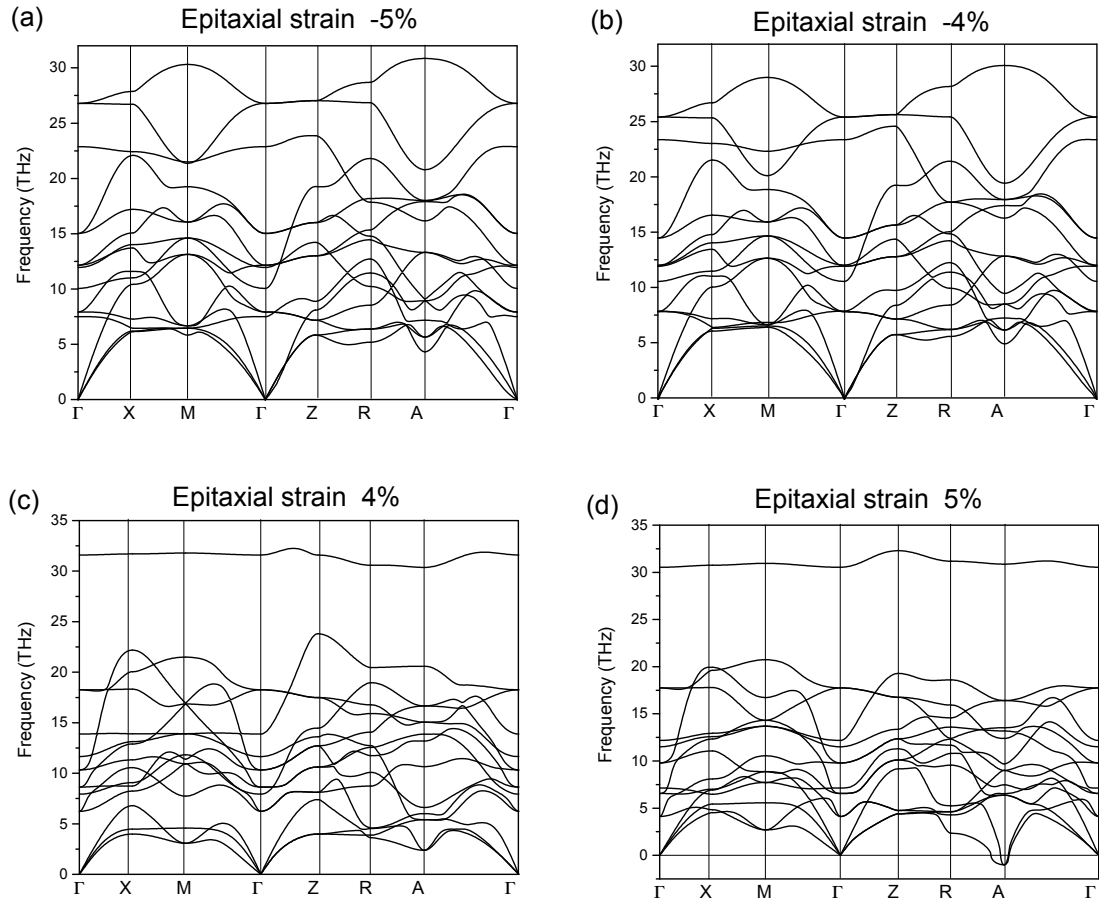 (a) Epitaxial strain -5%
Frequency (THz)
30
25
20
15
10
5
0
Γ X M Γ Z R A Γ
(b) Epitaxial strain -4%
Frequency (THz)
30
25
20
15
10
5
0
Γ X M Γ Z R A Γ
(c) Epitaxial strain 4%
Frequency (THz)
35
30
25
20
15
10
5
0
Γ X M Γ Z R A Γ
(d) Epitaxial strain 5%
Frequency (THz)
35
30
25
20
15
10
5
0
Γ X M Γ Z R A Γ